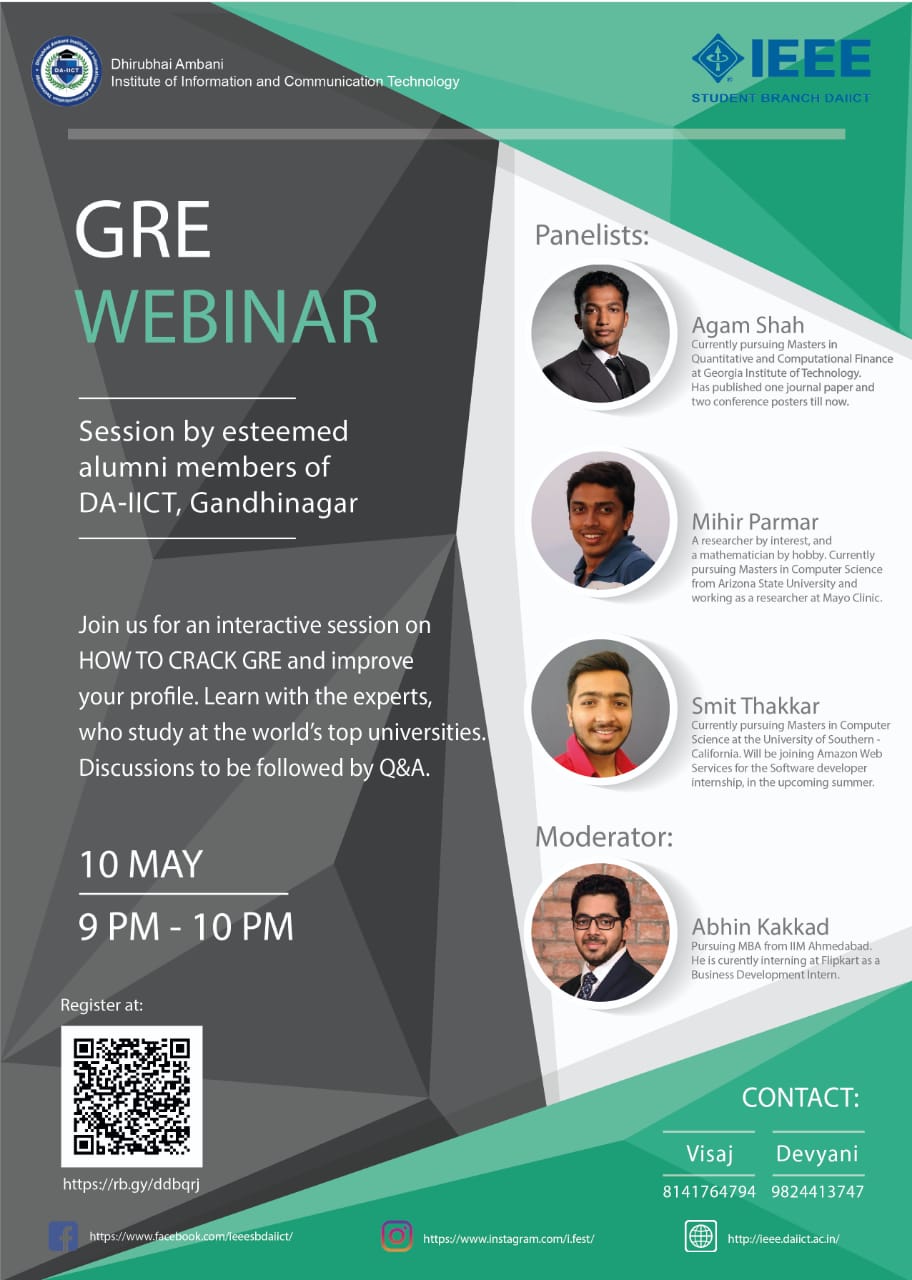 Dhirubhai Ambani
Institute of Information and Communication Technology
DA-IICT
IEEE
STUDENT BRANCH DAIICT
GRE
WEBINAR
Session by esteemed
alumni members of
DA-IICT, Gandhinagar
Join us for an interactive session on
HOW TO CRACK GRE and improve
your profile. Learn with the experts,
who study at the world's top universities.
Discussions to be followed by Q&A.
10 MAY
9 PM - 10 PM
Register at:
https://rb.gy/ddbqrj
Panelists:
Agam Shah
Currently pursuing Masters in
Quantitative and Computational Finance
at Georgia Institute of Technology.
Has published one journal paper and
two conference posters till now.
Mihir Parmar
A researcher by interest, and
a mathematician by hobby. Currently
pursuing Masters in Computer Science
from Arizona State University and
working as a researcher at Mayo Clinic.
Smit Thakkar
Currently pursuing Masters in Computer
Science at the University of Southern -
California. Will be joining Amazon Web
Services for the Software developer
internship, in the upcoming summer.
Moderator:
Abhin Kakkad
Pursuing MBA from IIM Ahmedabad.
He is curently interning at Flipkart as a
Business Development Intern.
CONTACT:
Visaj Devyani
8141764794 9824413747
https://www.facebook.com/Ieeesbdaiict/
https://www.instagram.com/i.fest/
http://ieee.daiict.ac.in/